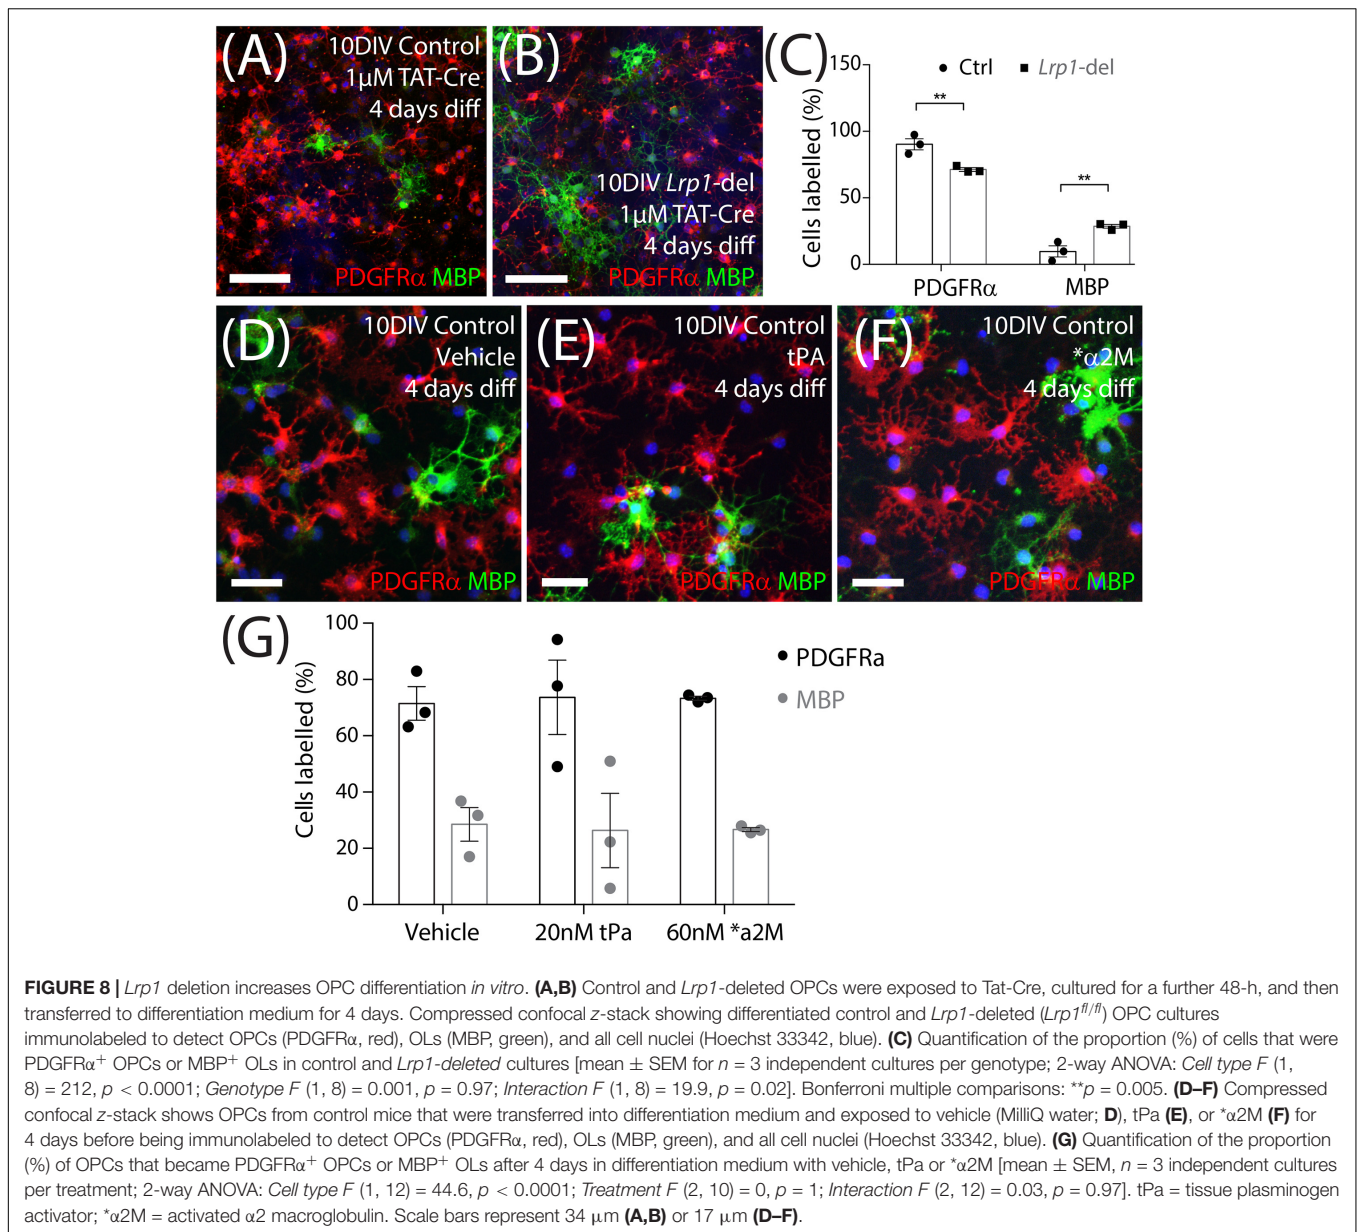 (A)
10DIV Control
1μM TAT-Cre
4 days diff
PDGFRα MBP
(B)
10DIV Lrp1-del
1μM TAT-Cre
4 days diff
PDGFRα MBP
(C)
Cells labelled (%)
150
100
50
0
Ctrl Lrp1-del
**
**
PDGFRα MBP
(D)
10DIV Control
Vehicle
4 days diff
PDGFRα MBP
(E)
10DIV Control
tPA
4 days diff
PDGFRα MBP
(F)
10DIV Control
*α2M
4 days diff
PDGFRα MBP
(G)
Cells labelled (%)
100
80
60
40
20
0
PDGFRa
MBP
Vehicle 20nM tPa 60nM *a2M
FIGURE 8 | Lrp1 deletion increases OPC differentiation in vitro. (A,B) Control and Lrp1-deleted OPCs were exposed to Tat-Cre, cultured for a further 48-h, and then
transferred to differentiation medium for 4 days. Compressed confocal z-stack showing differentiated control and Lrp1-deleted (Lrp1fl/fl) OPC cultures
immunolabeled to detect OPCs (PDGFRα, red), OLs (MBP, green), and all cell nuclei (Hoechst 33342, blue). (C) Quantification of the proportion (%) of cells that were
PDGFRα+ OPCs or MBP+ OLs in control and Lrp1-deleted cultures [mean ± SEM for n = 3 independent cultures per genotype; 2-way ANOVA: Cell type F (1,
8) = 212, p < 0.0001; Genotype F (1, 8) = 0.001, p = 0.97; Interaction F (1, 8) = 19.9, p = 0.02]. Bonferroni multiple comparisons: **p = 0.005. (D–F) Compressed
confocal z-stack shows OPCs from control mice that were transferred into differentiation medium and exposed to vehicle (MilliQ water; D), tPa (E), or *α2M (F) for
4 days before being immunolabeled to detect OPCs (PDGFRα, red), OLs (MBP, green), and all cell nuclei (Hoechst 33342, blue). (G) Quantification of the proportion
(%) of OPCs that became PDGFRα+ OPCs or MBP+ OLs after 4 days in differentiation medium with vehicle, tPa or *α2M [mean ± SEM, n = 3 independent cultures
per treatment; 2-way ANOVA: Cell type F (1, 12) = 44.6, p < 0.0001; Treatment F (2, 10) = 0, p = 1; Interaction F (2, 12) = 0.03, p = 0.97]. tPa = tissue plasminogen
activator; *α2M = activated α2 macroglobulin. Scale bars represent 34 μm (A,B) or 17 μm (D–F).